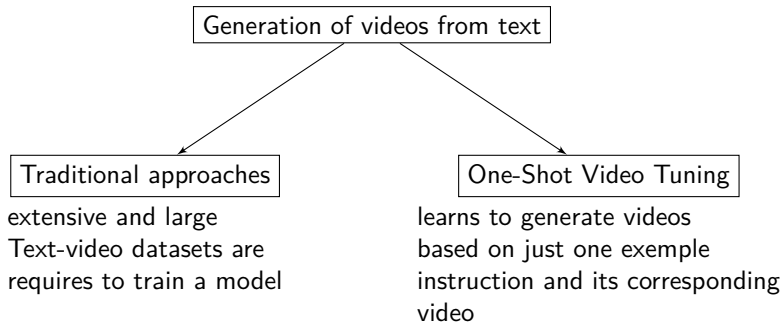 Generation of videos from text
Traditional approaches
extensive and large
Text-video datasets are
requires to train a model
One-Shot Video Tuning
learns to generate videos
based on just one exemple
instruction and its corresponding
video